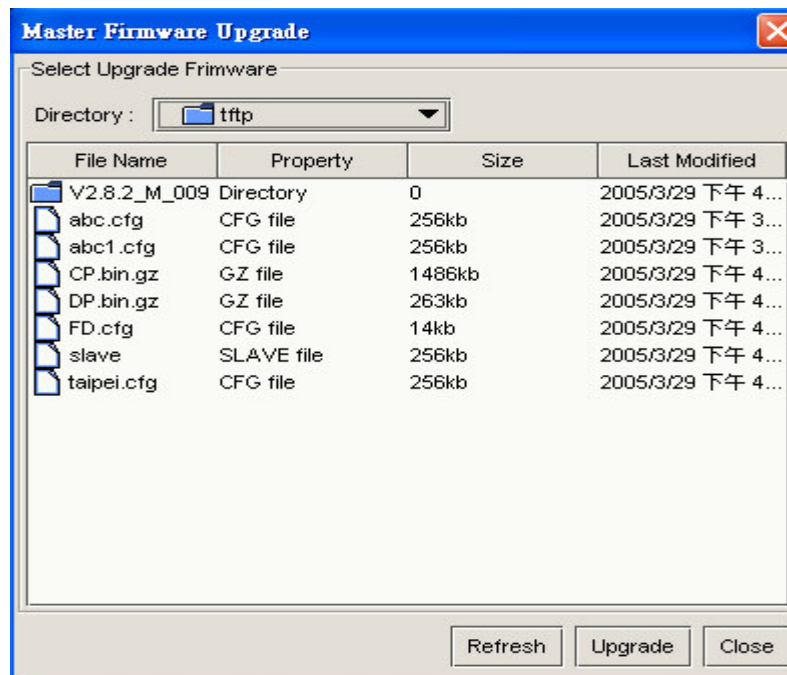 Master Firmware Upgrade
Select Upgrade Frimware
Directory : tftp
File Name Property Size Last Modified
V2.8.2_M_009 Directory 0 2005/3/29 下午 4...
abc.cfg CFG file 256kb 2005/3/29 下午 3...
abc1.cfg CFG file 256kb 2005/3/29 下午 3...
CP.bin.gz GZ file 1486kb 2005/3/29 下午 4...
DP.bin.gz GZ file 263kb 2005/3/29 下午 4...
FD.cfg CFG file 14kb 2005/3/29 下午 4...
slave SLAVE file 256kb 2005/3/29 下午 4...
taipei.cfg CFG file 256kb 2005/3/29 下午 4...
Refresh Upgrade Close